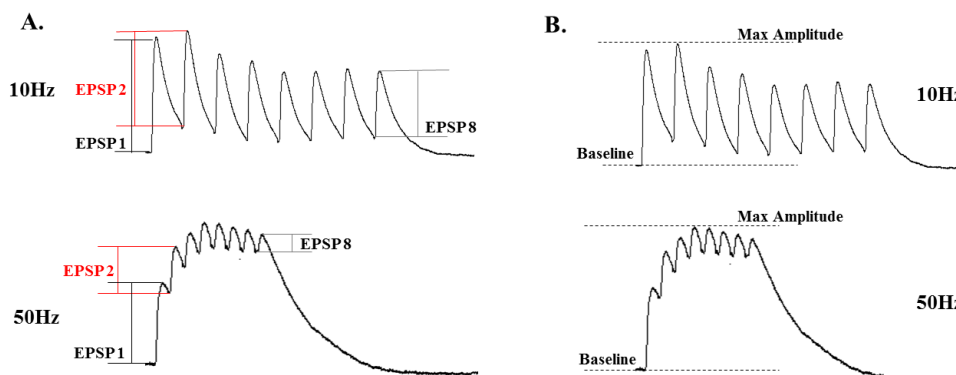 A.
EPSP2
10Hz
EPSP1
EPSP8
EPSP2
EPSP8
50Hz
EPSP1
B.
Max Amplitude
10Hz
Baseline
Max Amplitude
50Hz
Baseline